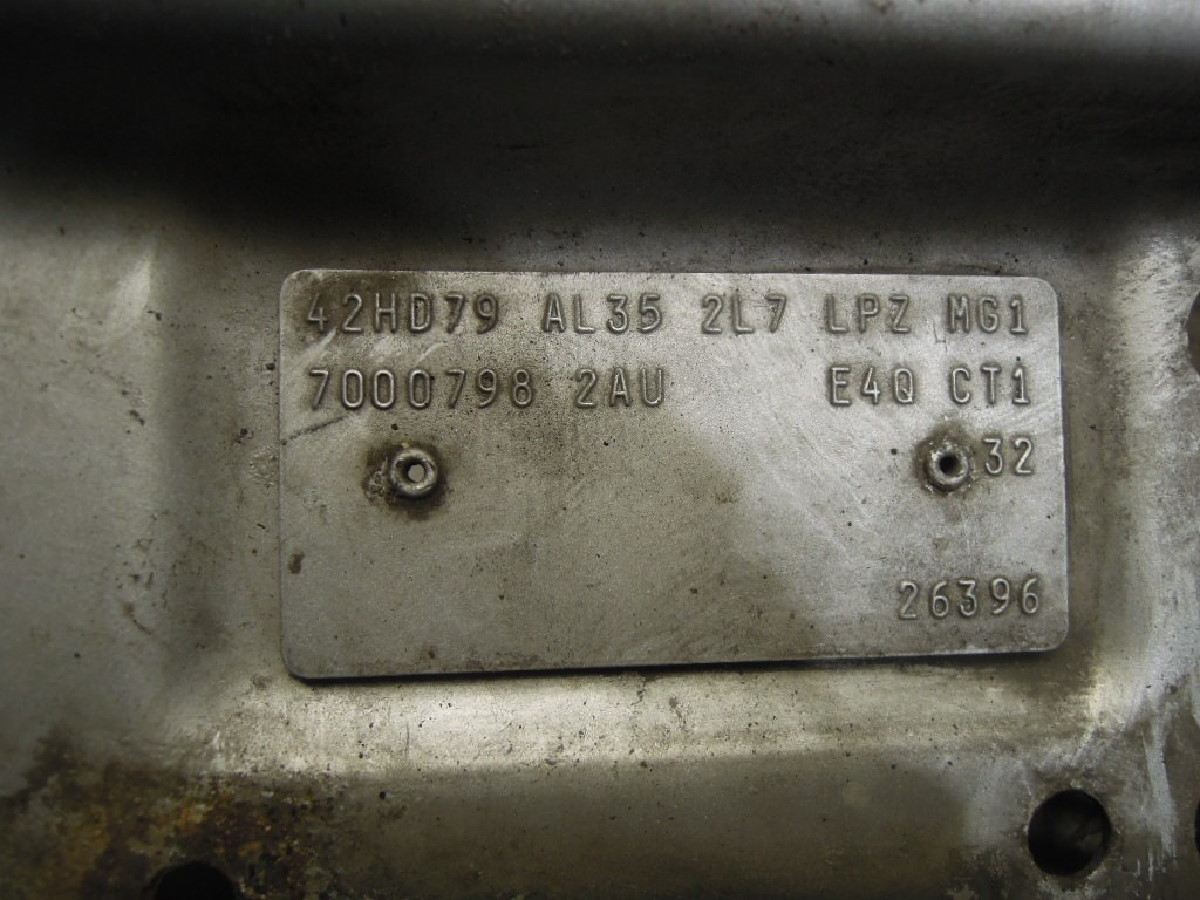 42HD79 AL35 2L7 LPZ MG1
7000798 2AU E4Q CT1
32
26396